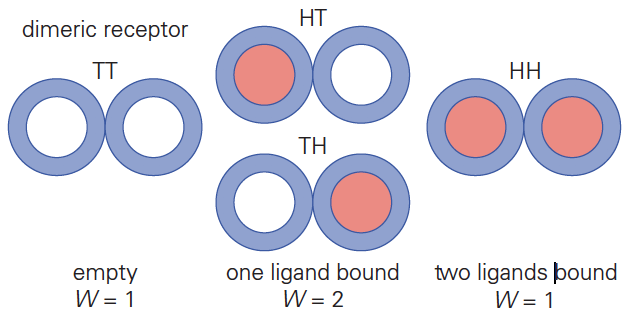 dimeric receptor
TT
HT
TH
HH
empty
W = 1
one ligand bound
W = 2
two ligands bound
W = 1